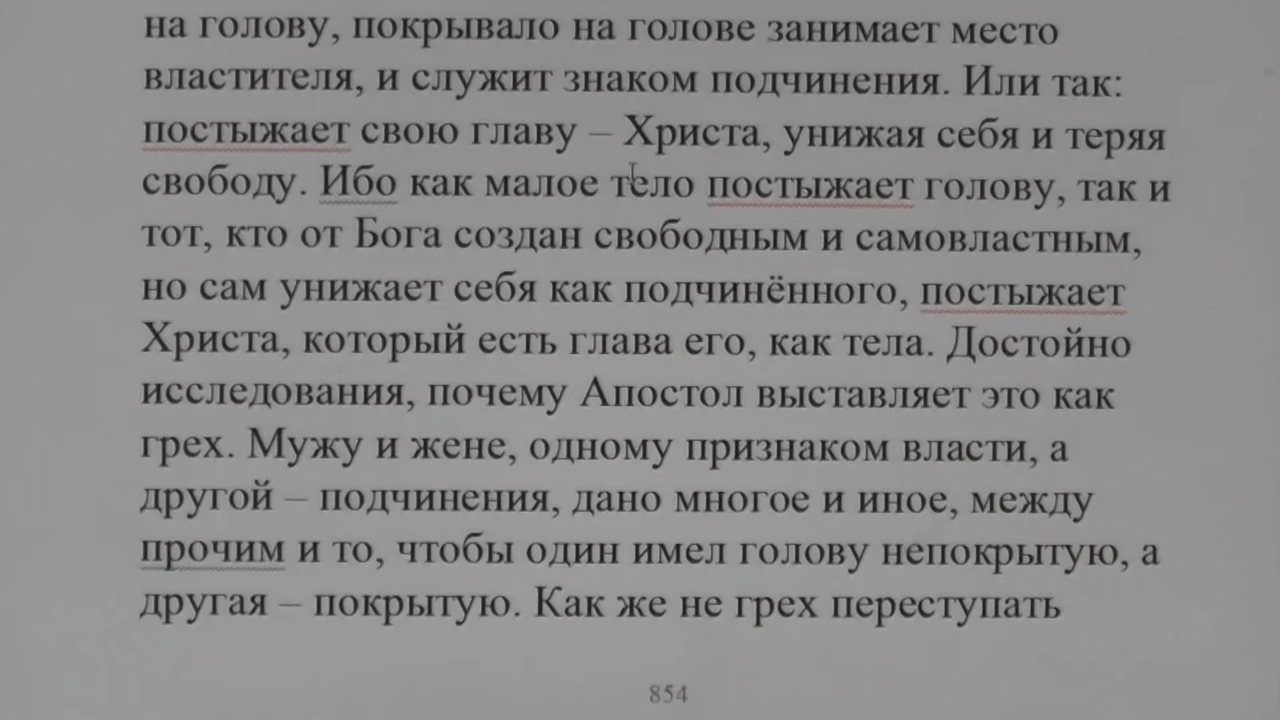 на голову, покрывало на голове занимает место
властителя, и служит знаком подчинения. Или так:
постыжает свою главу – Христа, унижая себя и теряя
свободу. Ибо как малое тело постыжает голову, так и
тот, кто от Бога создан свободным и самовластным,
но сам унижает себя как подчинённого, постыжает
Христа, который есть глава его, как тела. Достойно
исследования, почему Апостол выставляет это как
грех. Мужу и жене, одному признаком власти, а
другой – подчинения, дано многое и иное, между
прочим и то, чтобы один имел голову непокрытую, а
другая – покрытую. Как же не грех переступать
854